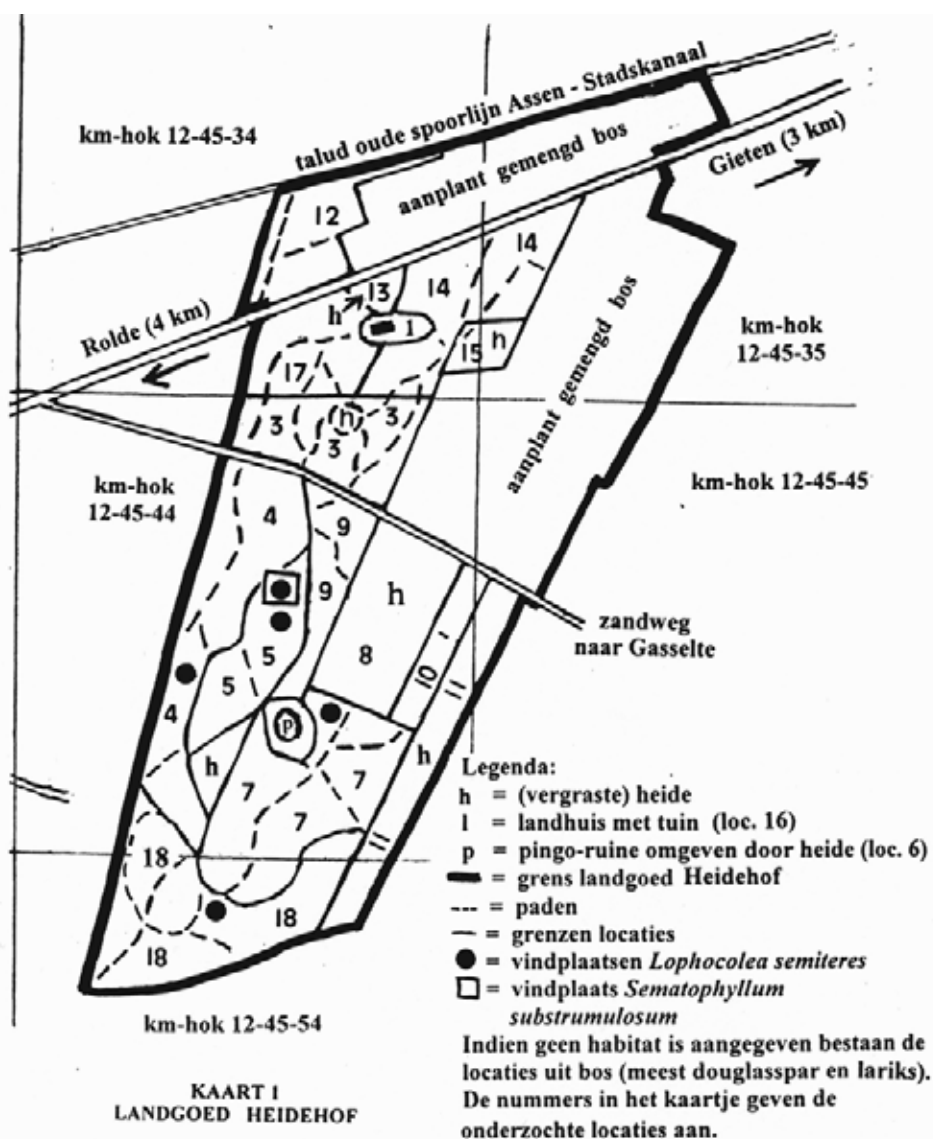 talud oude spoorlijn Assen - Stadskanaal
km-hok 12-45-34
aanplant gemengd bos
Gieten (3 km)
12
14
13
14
h
l
Rolde (4 km)
15 h
km-hok
12-45-35
17
h
3
3
3
aanplant gemengd bos
km-hok
12-45-44
km-hok 12-45-45
4
9
9
h
zandweg
naar Gasselte
5
8
5
10
11
4
p
h
h
7
7
7
18
18
18
Legenda:
h = (vergraste) heide
l = landhuis met tuin (loc. 16)
p = pingo-ruine omgeven door heide (loc. 6)
= grens landgoed Heidehof
--- = paden
— = grenzen locaties
● = vindplaatsen Lophocolea semiteres
□ = vindplaats Sematophyllum
substrumulosum
km-hok 12-45-54
Indien geen habitat is aangegeven bestaan de
locaties uit bos (meest douglasspar en lariks).
De nummers in het kaartje geven de
onderzochte locaties aan.
KAART 1
LANDGOED HEIDEHOF